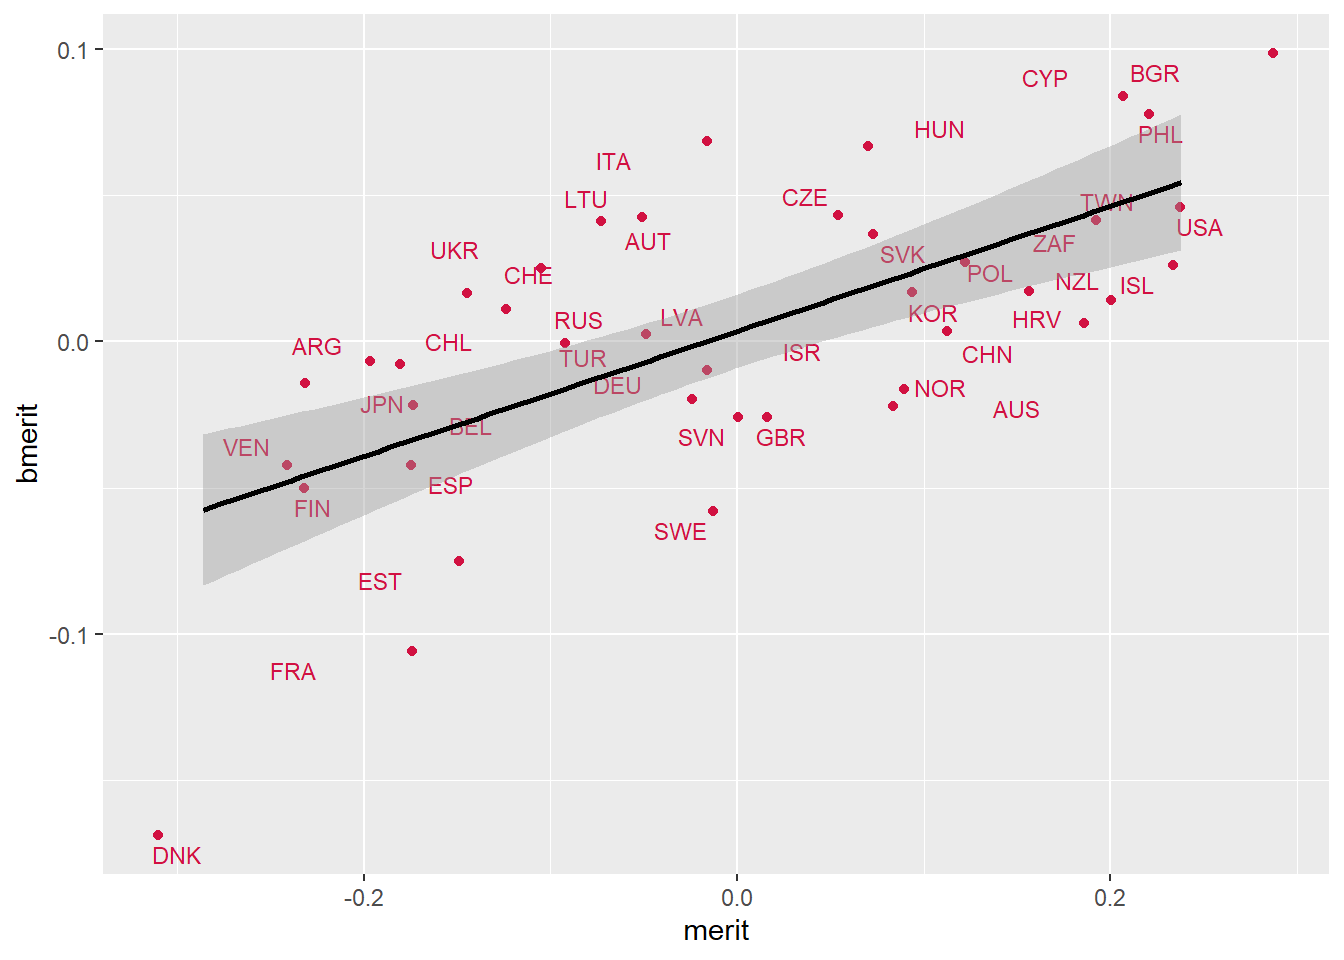 0.1
CYP
BGR
HUN
PHL
ITA
LTU
CZE
TWN
AUT
USA
UKR
SVK
ZAF
CHE
POL
NZL
ISL
RUS
LVA
KOR
HRV
0.0
ARG
CHL
TUR
ISR
CHN
DEU
NOR
JPN
AUS
BEL
SVN
GBR
VEN
bmerit
ESP
FIN
SWE
EST
-0.1
FRA
DNK
-0.2
0.0
0.2
merit